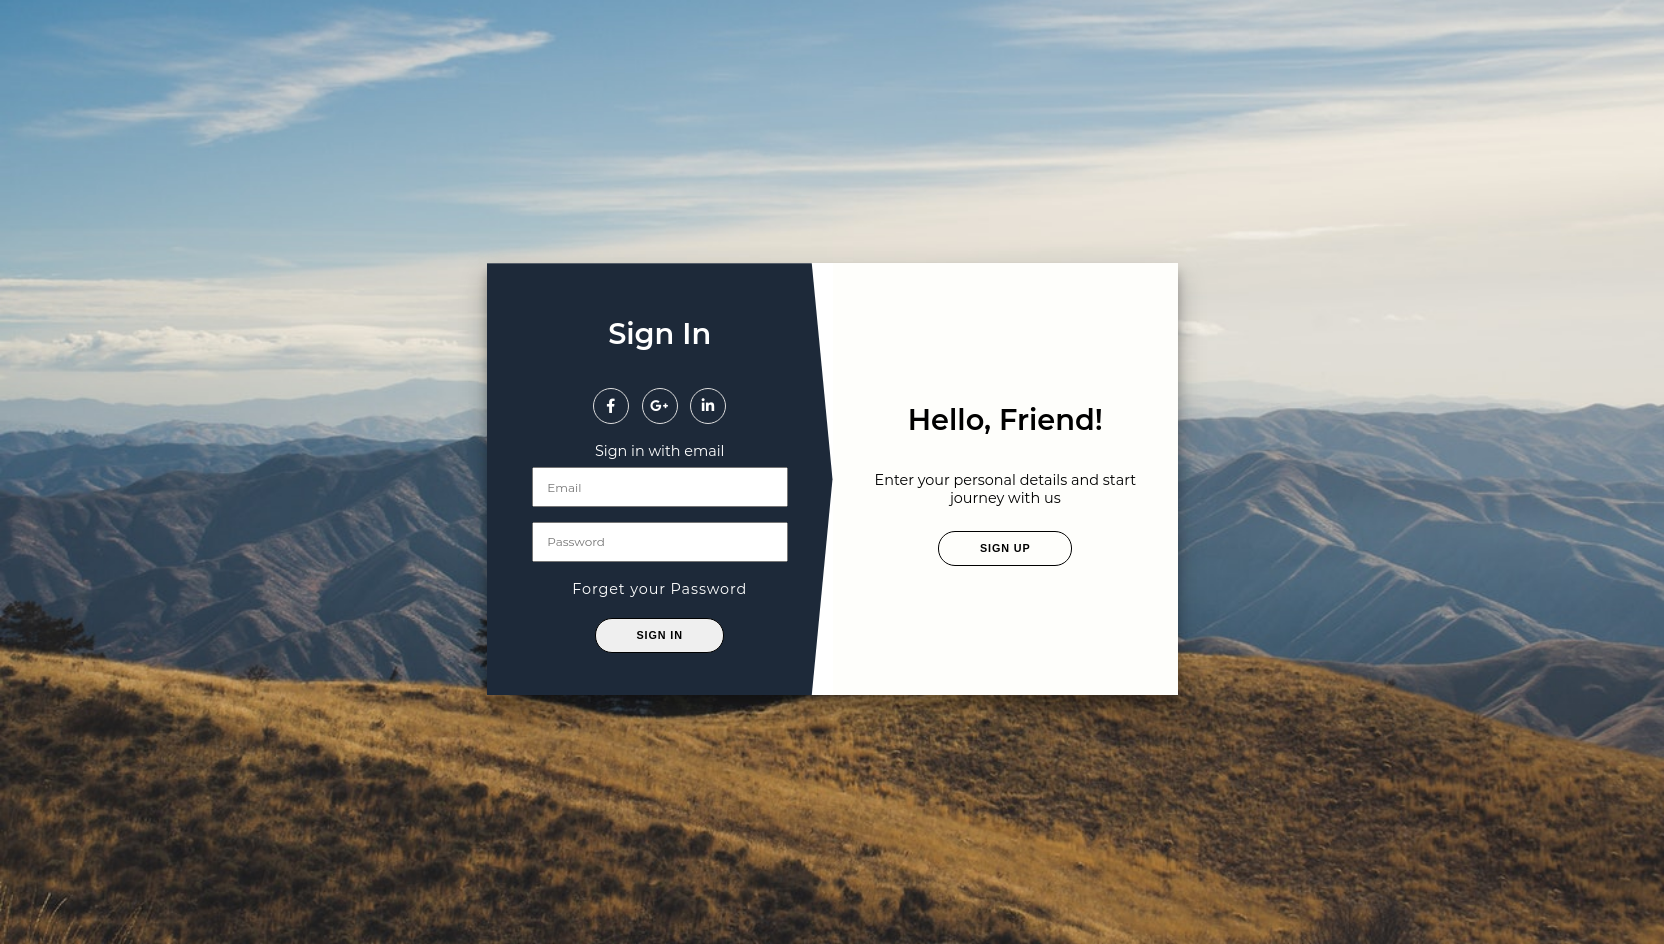 Sign In
Sign in with email
Email
Password
Forget your Password
SIGN IN
Hello, Friend!
Enter your personal details and start
journey with us
SIGN UP